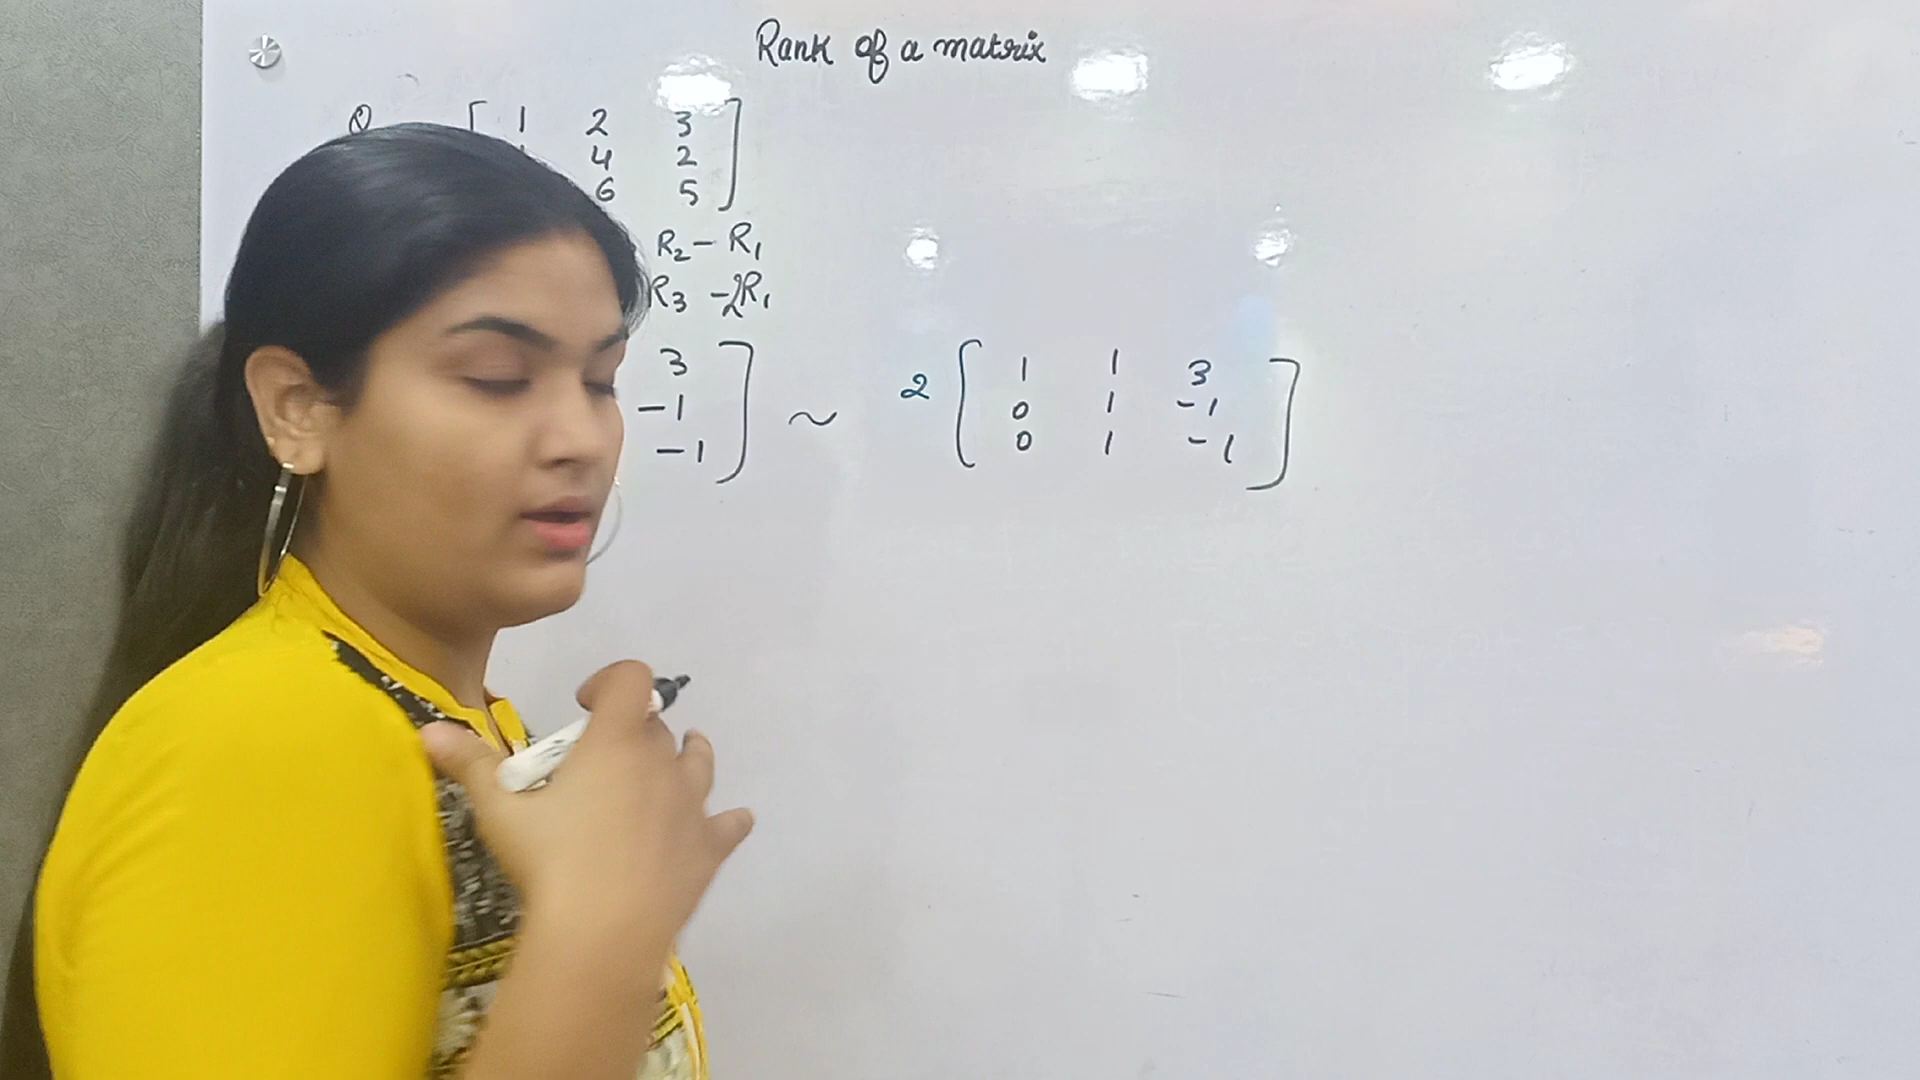 Rank of a matrix
Q [ 1 2 3 ]
4 2
6 5
R₂ - R₁
R₃ -2R₁
3 ] ~ 2 [ 1 1 3 ]
-1 0 1 -1
-1 0 1 -1